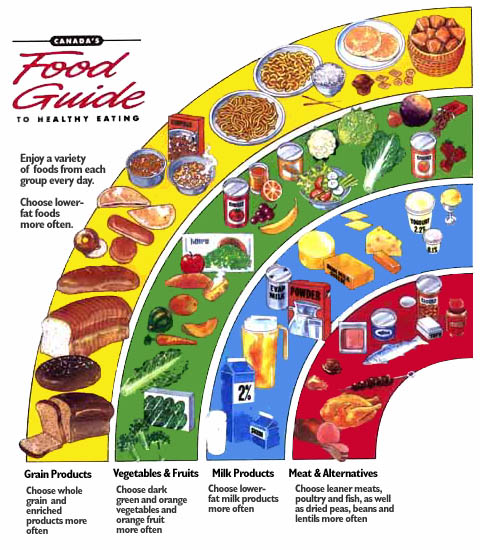 CANADA'S
Food
Guide
TO HEALTHY EATING
Enjoy a variety
of foods from each
group every day.
Choose lower-
fat foods
more often.
YOGOURT
2.2%
EVAP
MILK
POWDER
2%
Grain Products
Choose whole
grain and
enriched
products more
often
Vegetables & Fruits
Choose dark
green and orange
vegetables and
orange fruit
more often
Milk Products
Choose lower-
fat milk products
more often
Meat & Alternatives
Choose leaner meats,
poultry and fish, as well
as dried peas, beans and
lentils more often